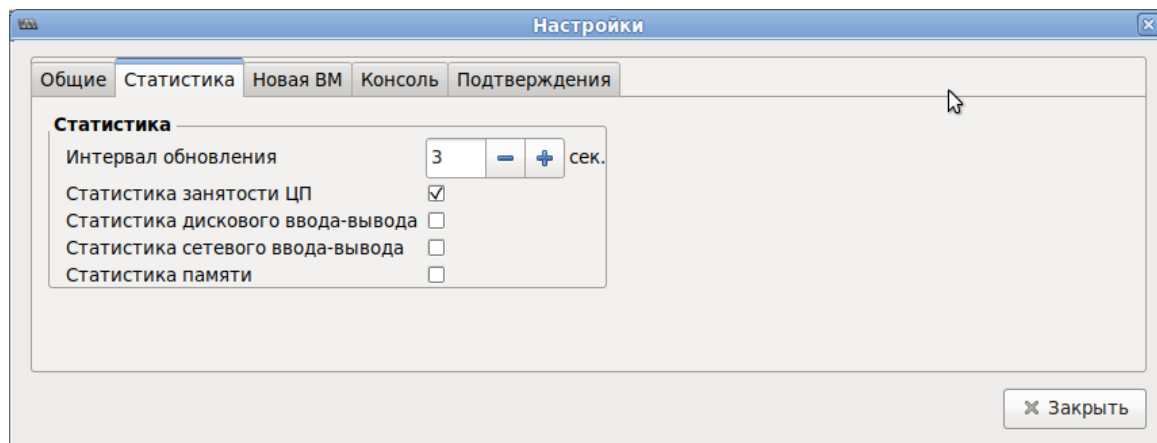 Настройки
Общие Статистика Новая ВМ Консоль Подтверждения
Статистика
Интервал обновления 3 сек.
Статистика занятости ЦП
Статистика дискового ввода-вывода
Статистика сетевого ввода-вывода
Статистика памяти
Закрыть